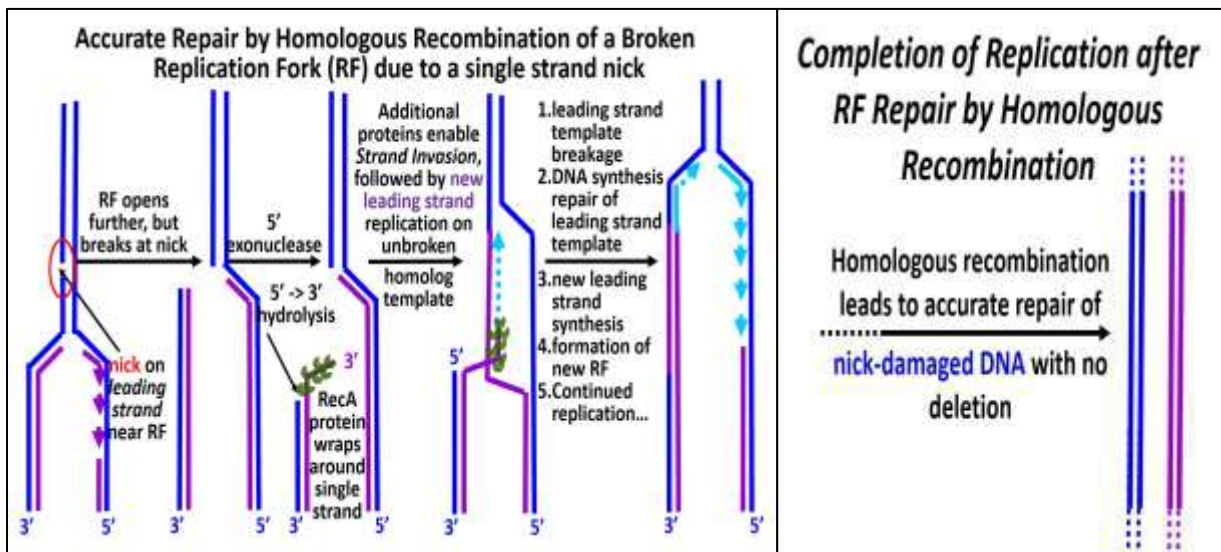 Accurate Repair by Homologous Recombination of a Broken
Replication Fork (RF) due to a single strand nick
RF opens
further, but
breaks at nick
nick on
leading
strand
near RF
3’
5’
5’
exonuclease
5’ -> 3’
hydrolysis
5’
3’
RecA
protein
wraps
around
single
strand
3’
5’
Additional
proteins enable
Strand Invasion,
followed by new
leading strand
replication on
unbroken
homolog
template
5’
3’
1.leading strand
template
breakage
2.DNA synthesis
repair of
leading strand
template
3.new leading
strand
synthesis
4.formation of
new RF
5.Continued
replication…
3’
5’
Completion of Replication after
RF Repair by Homologous
Recombination
Homologous recombination
leads to accurate repair of
nick-damaged DNA with no
deletion